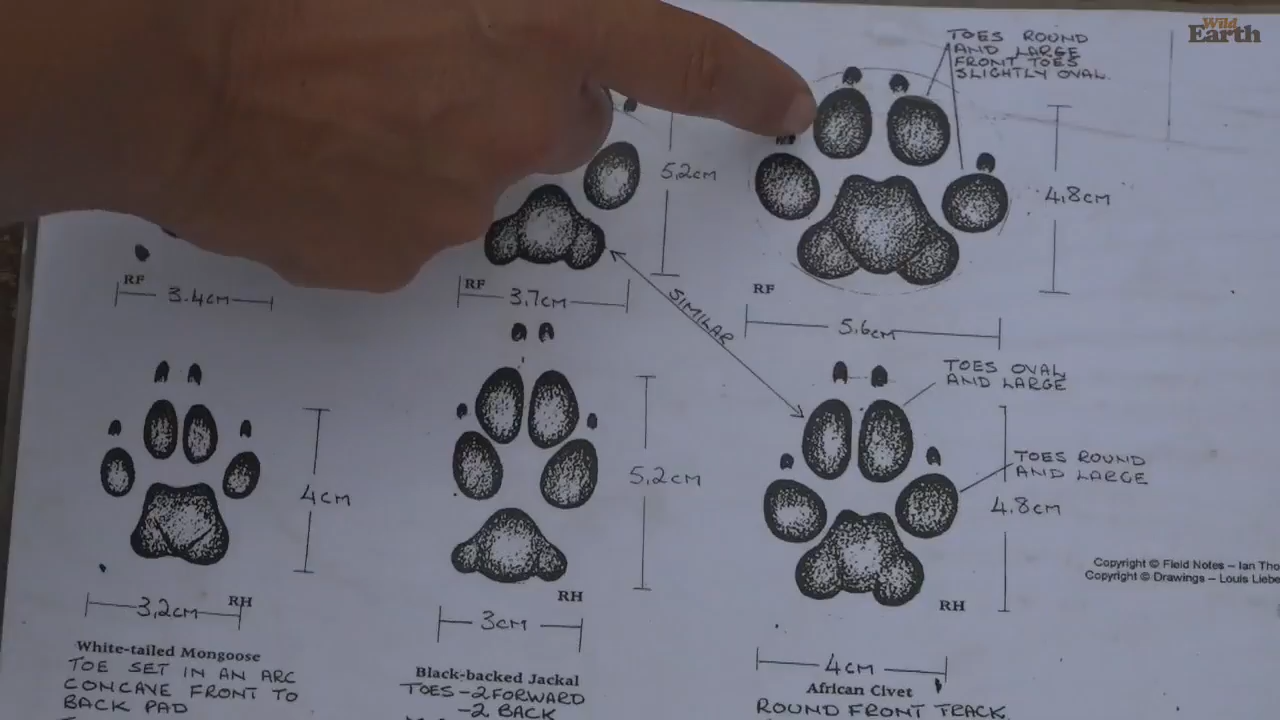 Wild
Earth
TOES ROUND
AND LARGE
FRONT TOES
SLIGHTLY OVAL.
5,2CM
4,8CM
RF
3.4CM
RF
3,7CM
SIMILAR
RF
5.6CM
TOES OVAL
AND LARGE
TOES ROUND
AND LARGE
4CM
5,2CM
4.8CM
Copyright © Field Notes – Ian Tho
Copyright © Drawings – Louis Liebe
3,2CM
RH
RH
3CM
RH
4CM
White-tailed Mongoose
TOE SET IN AN ARC
CONCAVE FRONT TO
BACK PAD
Black-backed Jackal
TOES-2FORWARD
-2 BACK
African Civet
ROUND FRONT TRACK